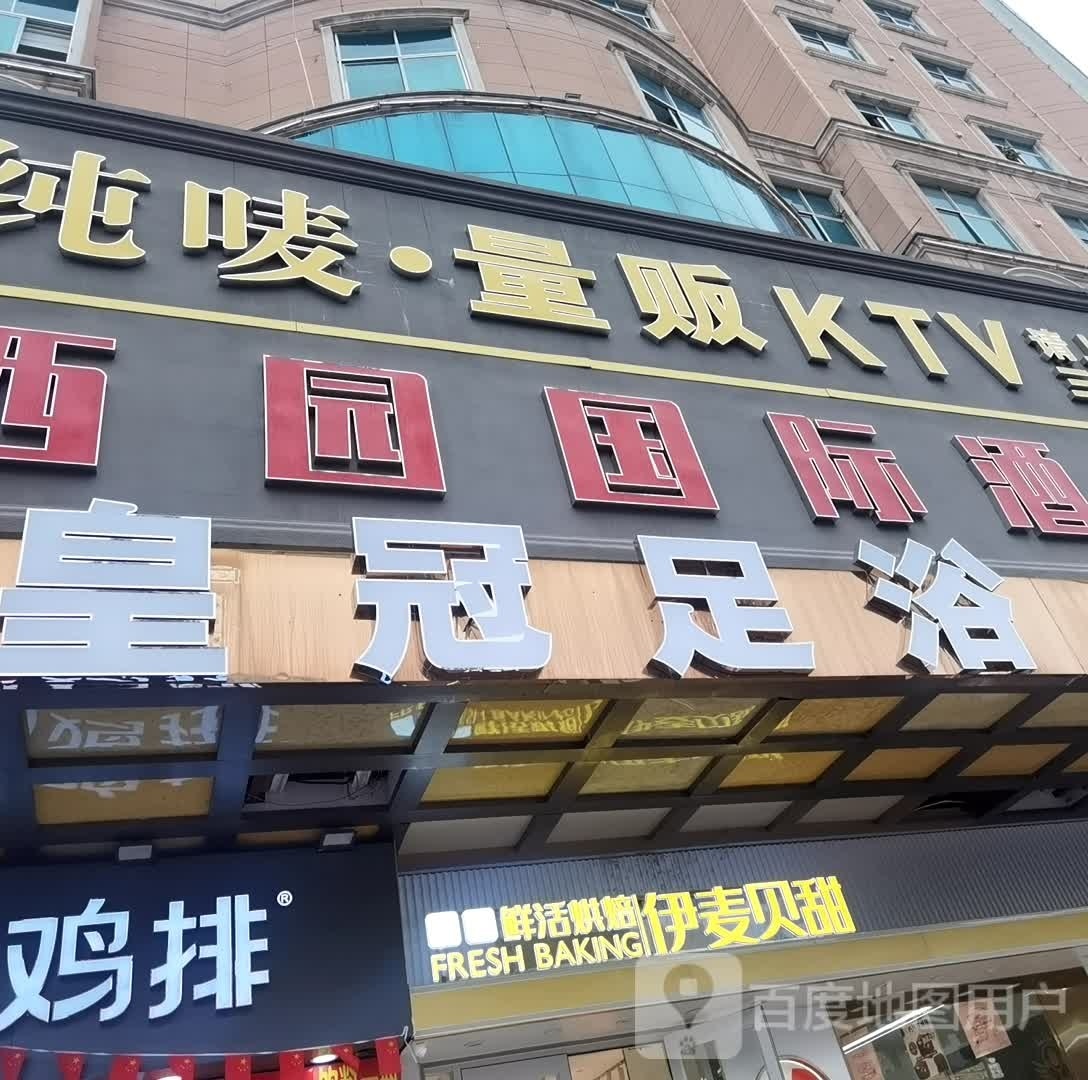 纯唛·量贩KTV
西园国际酒
皇冠足浴
鸡排®
鲜活烘焙 伊麦贝甜
FRESH BAKING
百度地图用户